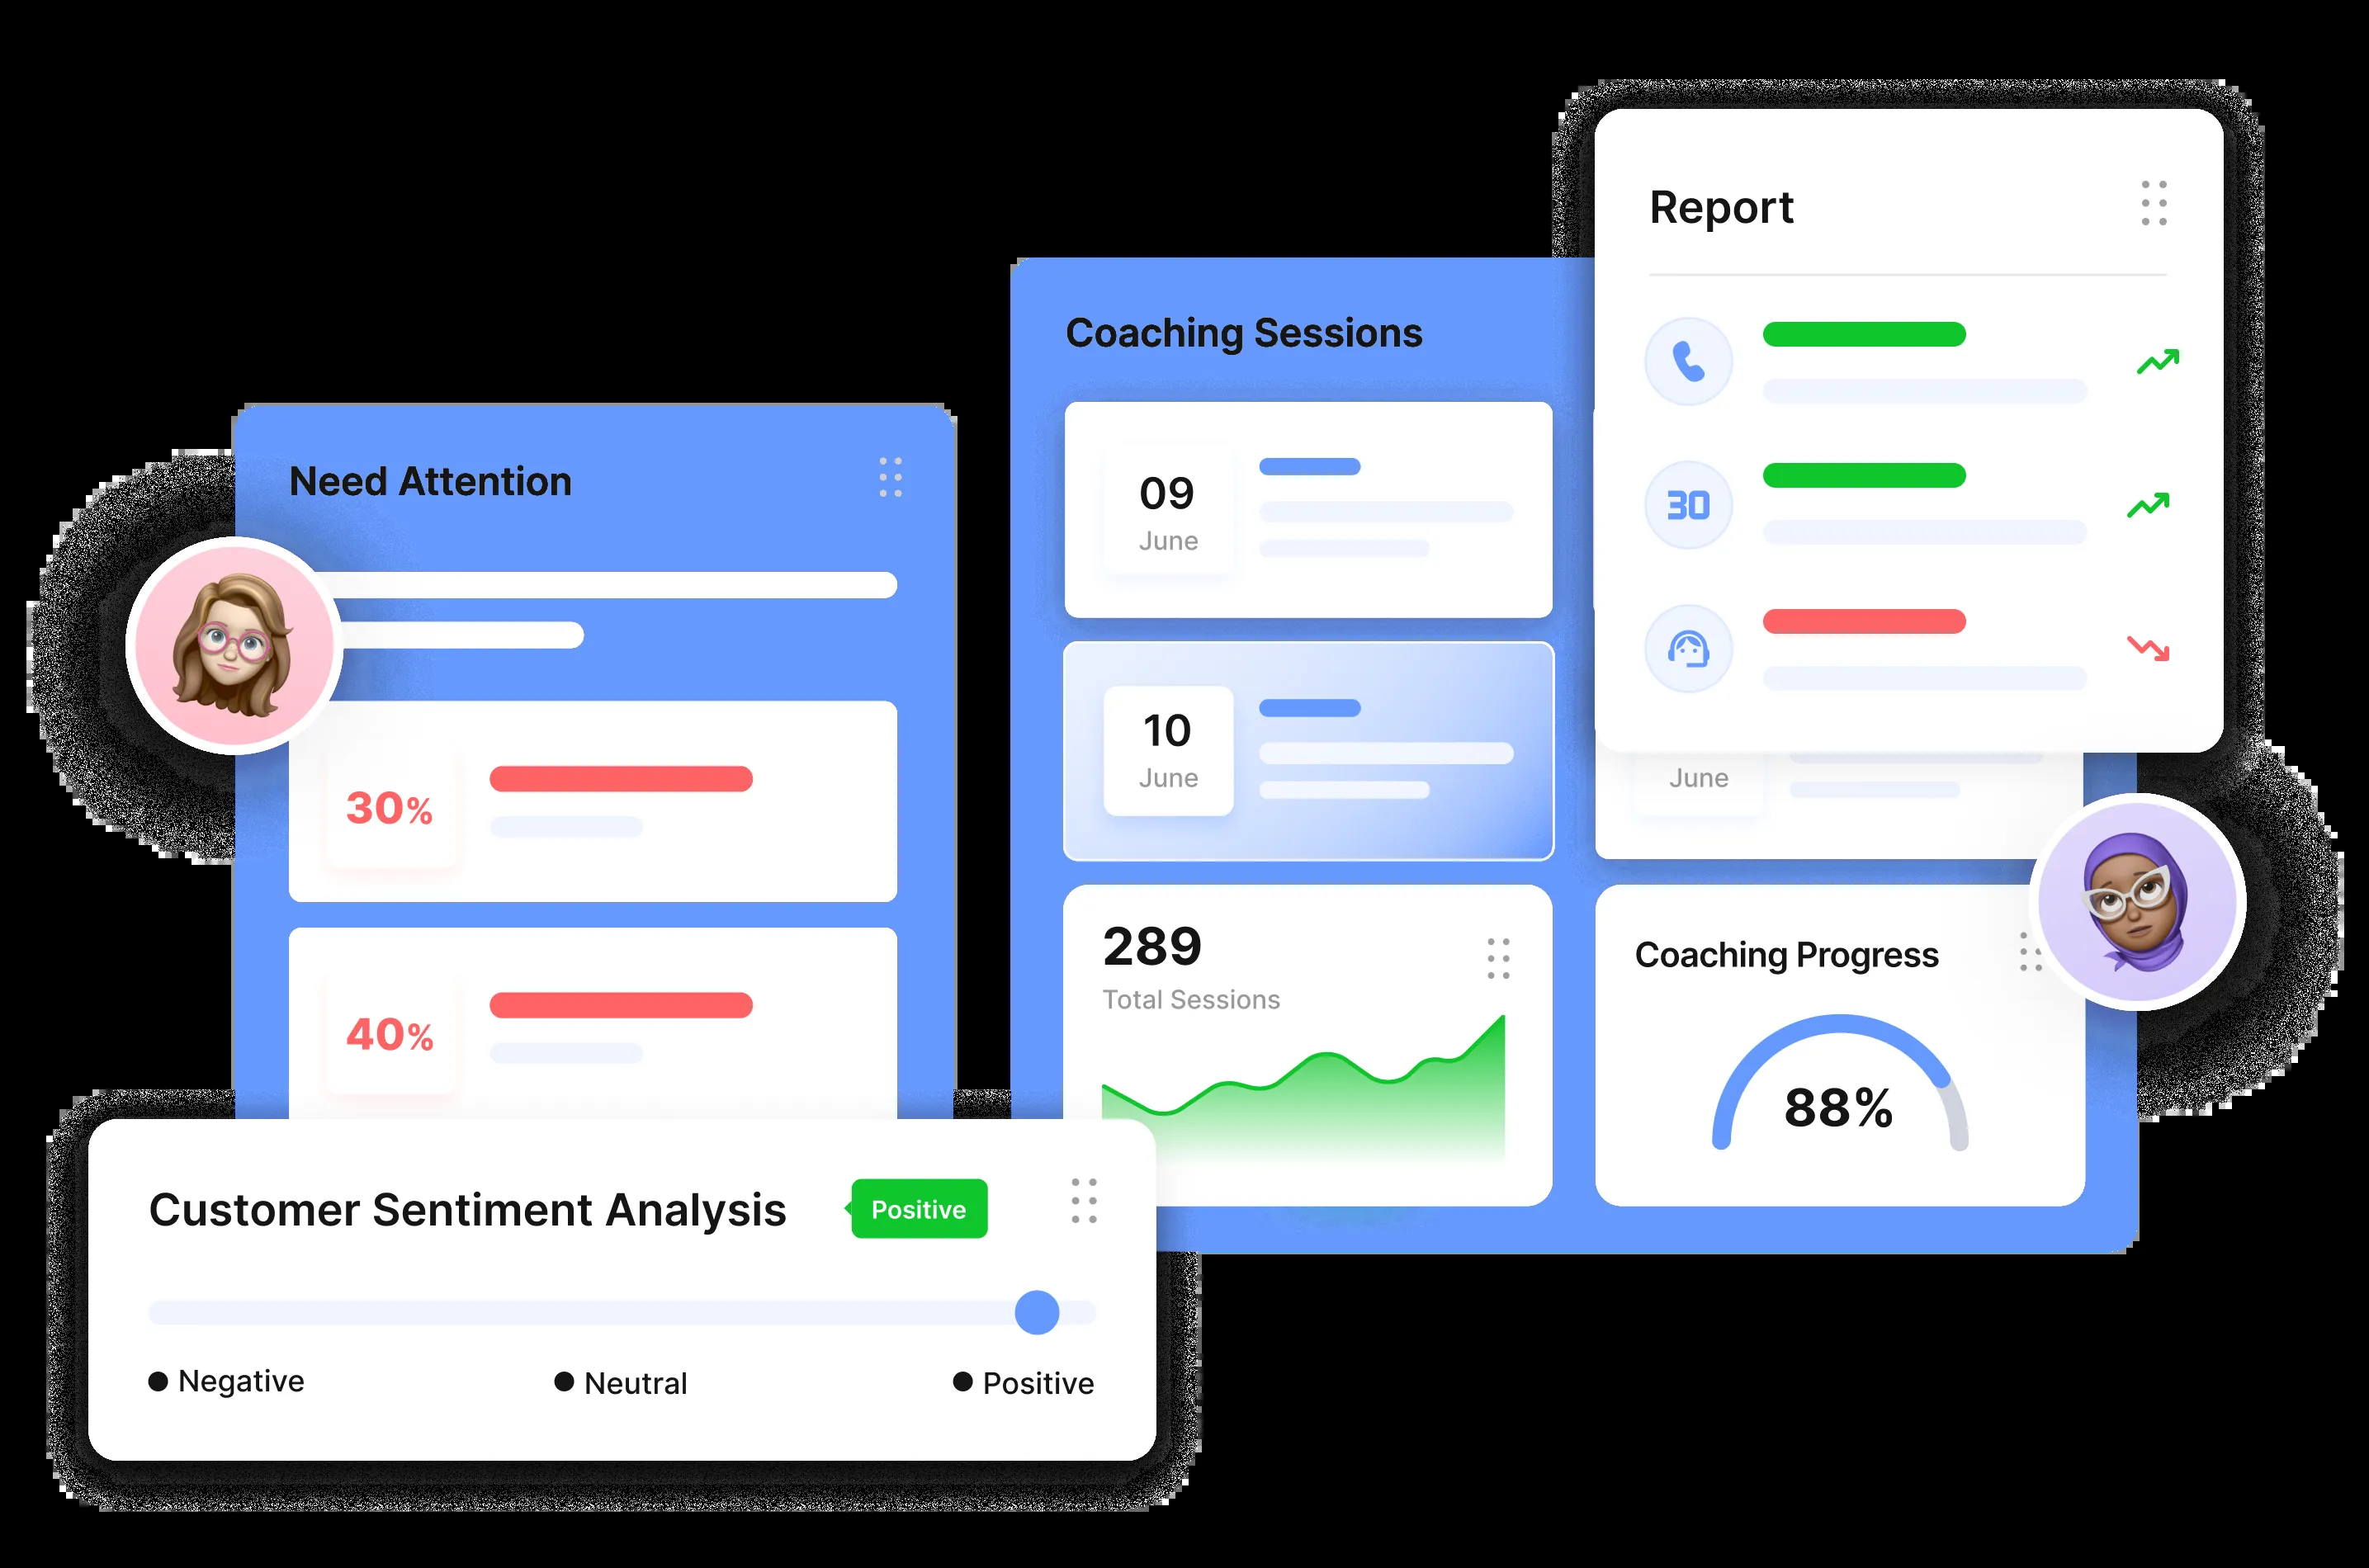 Report
30
Coaching Sessions
09
June
10
June
June
289
Total Sessions
Coaching Progress
88%
Need Attention
30%
40%
Customer Sentiment Analysis
Positive
Negative
Neutral
Positive